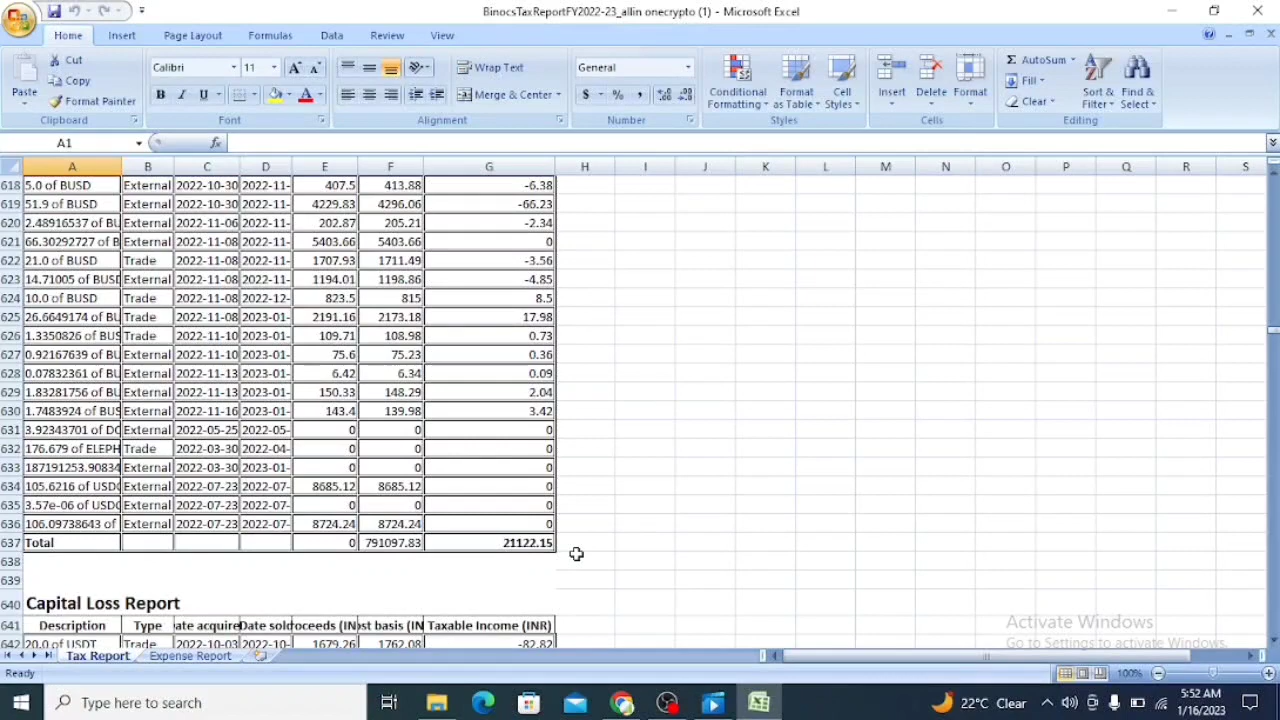 BinocsTaxReportFY2022-23_allin onecrypto (1) - Microsoft Excel
Home Insert Page Layout Formulas Data Review View
Paste Cut Copy Format Painter Clipboard
Calibri 11 Font
Wrap Text Merge & Center Alignment
General $ % , Number
Conditional Formatting Format as Table Cell Styles Styles
Insert Delete Format Cells
Σ AutoSum Fill Clear Sort & Filter Find & Select Editing
A1 fx
A B C D E F G H I J K L M N O P Q R S
618 5.0 of BUSD External 2022-10-30 2022-11- 407.5 413.88 -6.38
619 51.9 of BUSD External 2022-10-30 2022-11- 4229.83 4296.06 -66.23
620 2.48916537 of BU External 2022-11-06 2022-11- 202.87 205.21 -2.34
621 66.30292727 of B External 2022-11-08 2022-11- 5403.66 5403.66 0
622 21.0 of BUSD Trade 2022-11-08 2022-11- 1707.93 1711.49 -3.56
623 14.71005 of BUSD External 2022-11-08 2022-11- 1194.01 1198.86 -4.85
624 10.0 of BUSD Trade 2022-11-08 2022-12- 823.5 815 8.5
625 26.6649174 of BU Trade 2022-11-08 2023-01- 2191.16 2173.18 17.98
626 1.3350826 of BUS Trade 2022-11-10 2023-01- 109.71 108.98 0.73
627 0.92167639 of BU External 2022-11-10 2023-01- 75.6 75.23 0.36
628 0.07832361 of BU External 2022-11-13 2023-01- 6.42 6.34 0.09
629 1.83281756 of BU External 2022-11-13 2023-01- 150.33 148.29 2.04
630 1.7483924 of BUS External 2022-11-16 2023-01- 143.4 139.98 3.42
631 3.92343701 of DO External 2022-05-25 2022-05- 0 0 0
632 176.679 of ELEPH Trade 2022-03-30 2022-04- 0 0 0
633 187191253.90834 External 2022-03-30 2023-01- 0 0 0
634 105.6216 of USDC External 2022-07-23 2022-07- 8685.12 8685.12 0
635 3.57e-06 of USDC External 2022-07-23 2022-07- 0 0 0
636 106.09738643 of External 2022-07-23 2022-07- 8724.24 8724.24 0
637 Total 0 791097.83 21122.15
638
639
640 Capital Loss Report
641 Description Type ate acquire Date sold roceeds (IN ost basis (IN Taxable Income (INR)
642 20.0 of USDT Trade 2022-10-03 2022-10- 1679.26 1762.08 -82.82
Activate Windows
Go to Settings to activate Windows.
Tax Report Expense Report
Ready 100%
Type here to search 22°C Clear 5:52 AM
1/16/2023